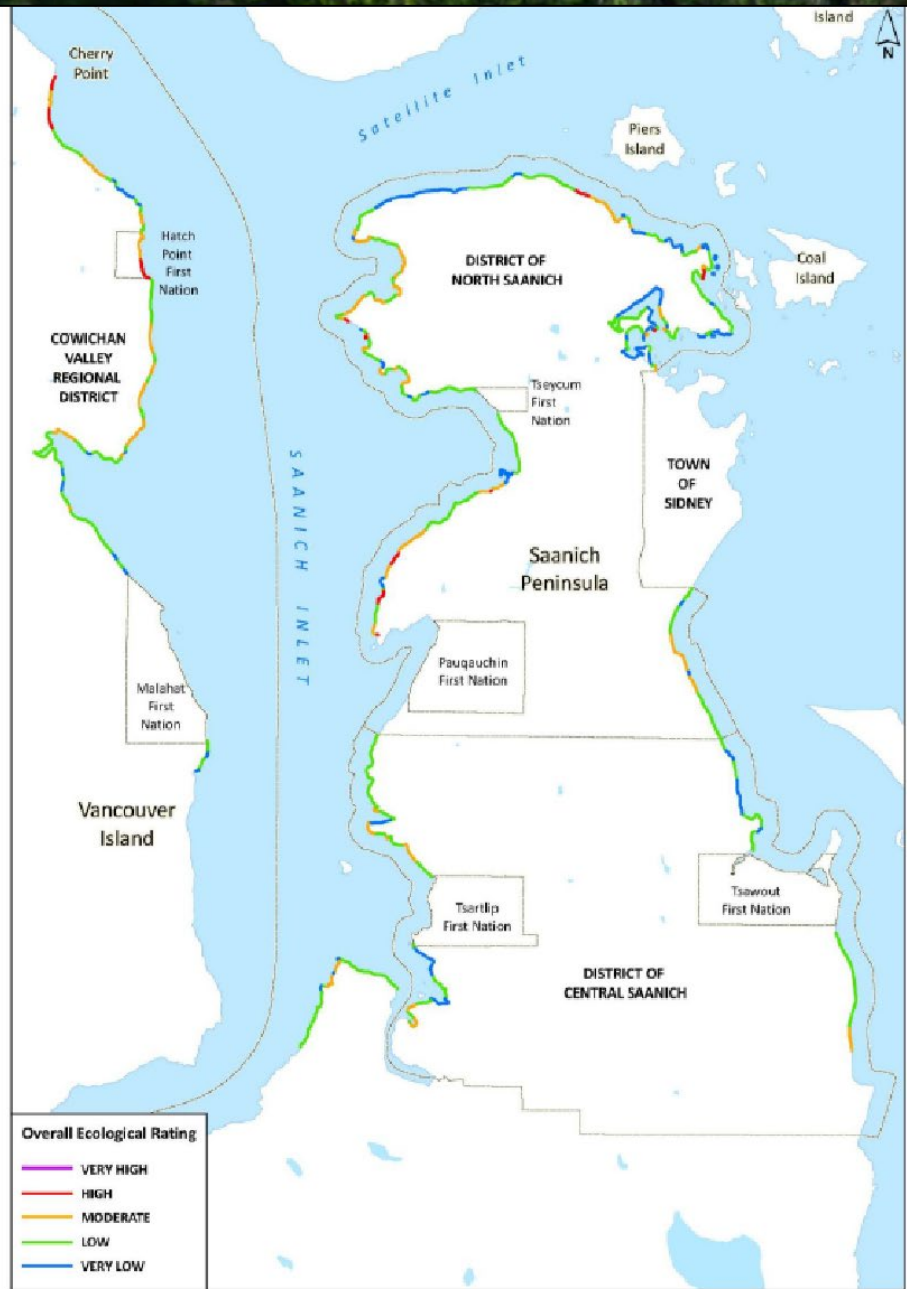 Island
N
Cherry
Point
Satellite Inlet
Piers
Island
Hatch
Point
First
Nation
DISTRICT OF
NORTH SAANICH
Coal
Island
COWICHAN
VALLEY
REGIONAL
DISTRICT
Tseycum
First
Nation
SAANICH INLET
TOWN
OF
SIDNEY
Saanich
Peninsula
Pauqauchin
First Nation
Malahat
First
Nation
Vancouver
Island
Tsartlip
First Nation
Tsawout
First Nation
DISTRICT OF
CENTRAL SAANICH
Overall Ecological Rating
VERY HIGH
HIGH
MODERATE
LOW
VERY LOW